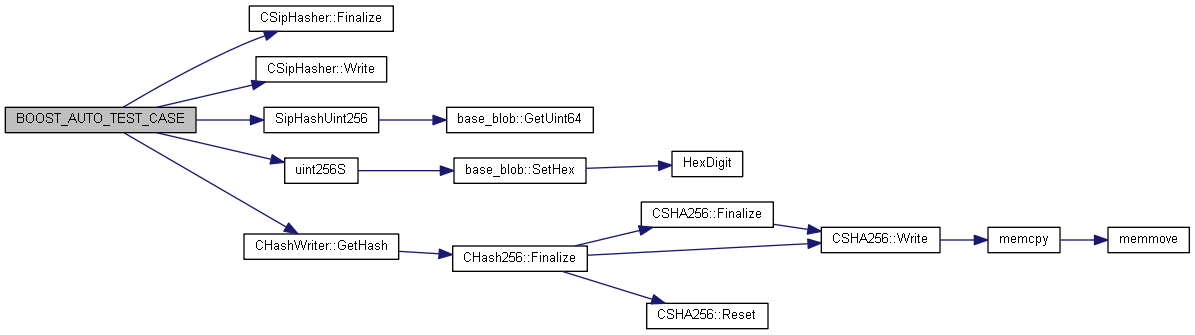 CSipHasher::Finalize
CSipHasher::Write
BOOST_AUTO_TEST_CASE
SipHashUint256
base_blob::GetUint64
uint256S
base_blob::SetHex
HexDigit
CHashWriter::GetHash
CHash256::Finalize
CSHA256::Finalize
CSHA256::Write
memcpy
memmove
CSHA256::Reset